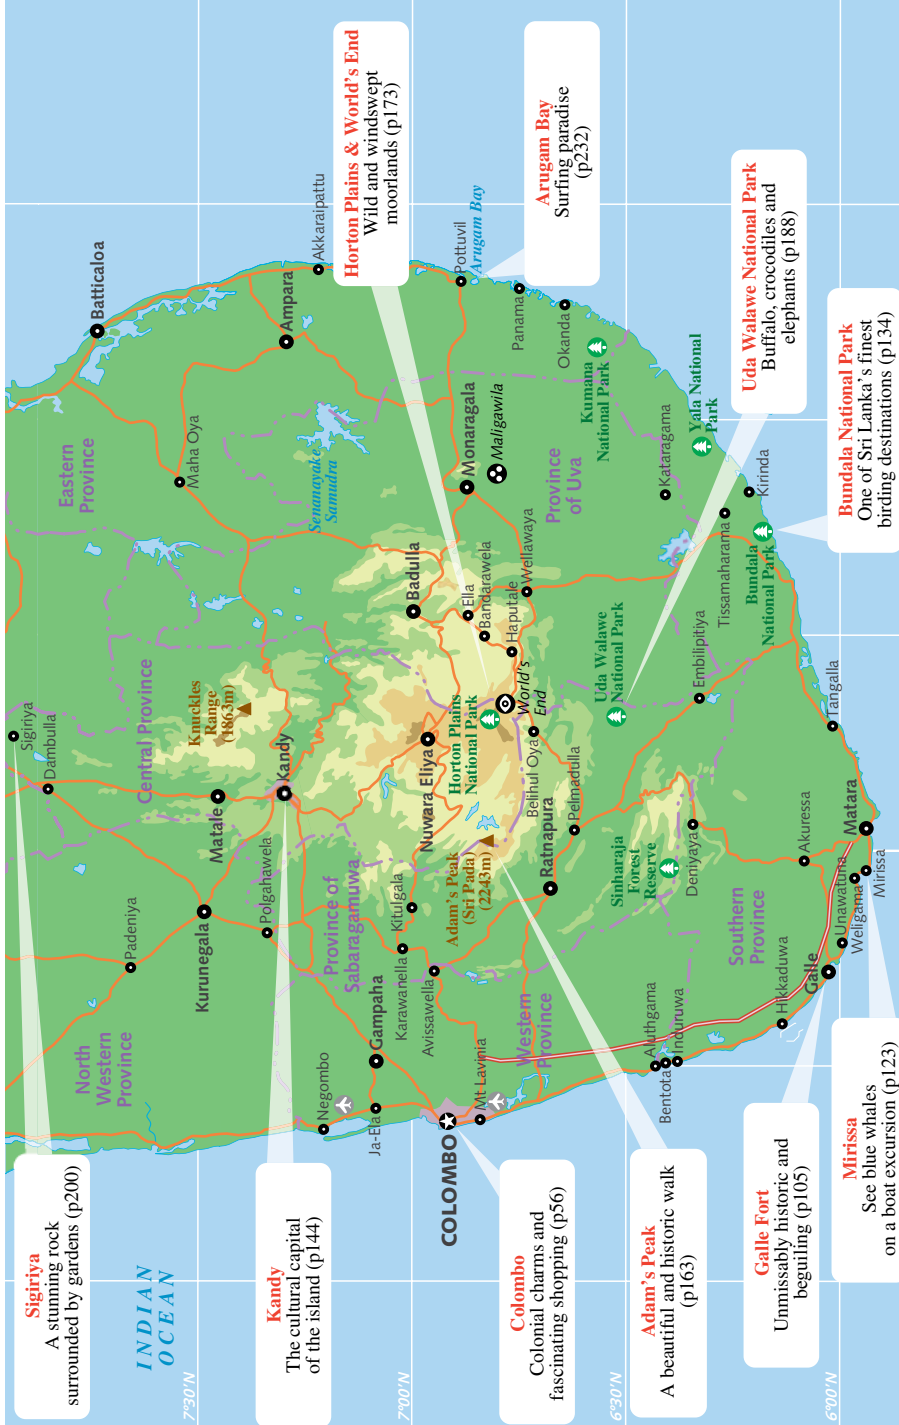 Sigiriya
A stunning rock
surrounded by gardens (p200)
Kandy
The cultural capital
of the island (p144)
Colombo
Colonial charms and
fascinating shopping (p56)
Adam's Peak
A beautiful and historic walk
(p163)
Galle Fort
Unmissably historic and
beguiling (p105)
Mirissa
See blue whales
on a boat excursion (p123)
Horton Plains & World's End
Wild and windswept
moorlands (p173)
Arugam Bay
Surfing paradise
(p232)
Uda Walawe National Park
Buffalo, crocodiles and
elephants (p188)
Bundala National Park
One of Sri Lanka's finest
birding destinations (p134)
INDIAN
OCEAN
7°30'N
7°00'N
6°30'N
6°00'N
North
Western
Province
Central Province
Eastern
Province
Province of
Sabaragamuwa
Western
Province
Province
of Uva
Southern
Province
Sigiriya
Dambulla
Padeniya
Kurunegala
Polgahawela
Matale
Knuckles
Range
(1863m)
Kandy
Maha Oya
Batticaloa
Akkaraipattu
Ampara
Senanayake
Samudra
Negombo
Ja-Ela
Gampaha
COLOMBO
Mt Lavinia
Karawanella
Avissawella
Kitulgala
Nuwara Eliya
Adam's Peak
(Sri Pada)
(2243m)
Horton Plains
National Park
World's
End
Badulla
Ella
Bandarawela
Haputale
Wellawaya
Monaragala
Maligawila
Pottuvil
Arugam Bay
Panama
Okanda
Kumana
National Park
Yala National
Park
Kataragama
Kirinda
Tissamaharama
Bundala
National Park
Belihul Oya
Ratnapura
Pelmadulla
Uda Walawe
National Park
Embilipitiya
Sinharaja
Forest
Reserve
Deniyaya
Aluthgama
Bentota
Induruwa
Hikkaduwa
Galle
Unawatuna
Weligama
Mirissa
Akuressa
Matara
Tangalla